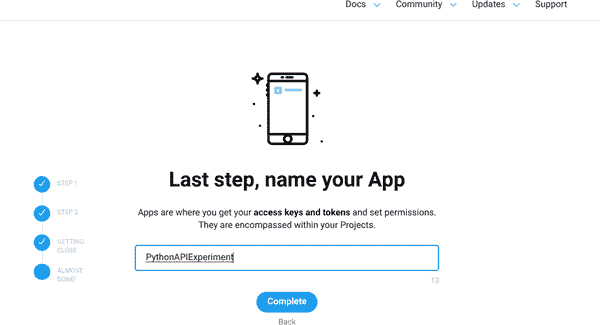 Docs Community Updates Support
Last step, name your App
Apps are where you get your access keys and tokens and set permissions.
They are encompassed within your Projects.
STEP 1
STEP 2
GETTING
CLOSE
ALMOST
DONE!
PythonAPIExperiment
13
Complete
Back